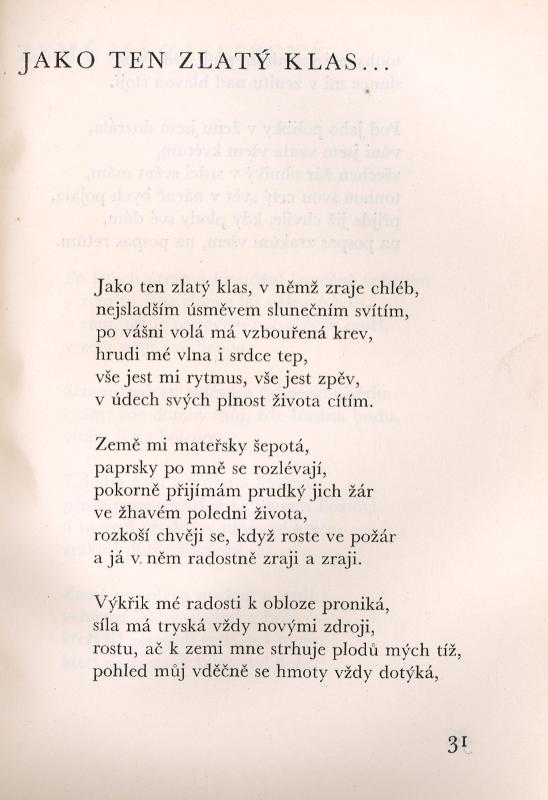 JAKO TEN ZLATÝ KLAS...
Jako ten zlatý klas, v němž zraje chléb,
nejsladším úsměvem slunečním svítím,
po vášni volá má vzbouřená krev,
hrudi mé vlna i srdce tep,
vše jest mi rytmus, vše jest zpěv,
v údech svých plnost života cítím.
Země mi mateřsky šepotá,
paprsky po mně se rozlévají,
pokorně přijímám prudký jich žár
ve žhavém poledni života,
rozkoší chvěji se, když roste ve požár
a já v něm radostně zraji a zraji.
Výkřik mé radosti k obloze proniká,
síla má tryská vždy novými zdroji,
rostu, ač k zemi mne strhuje plodů mých tíž,
pohled můj vděčně se hmoty vždy dotýká,
31